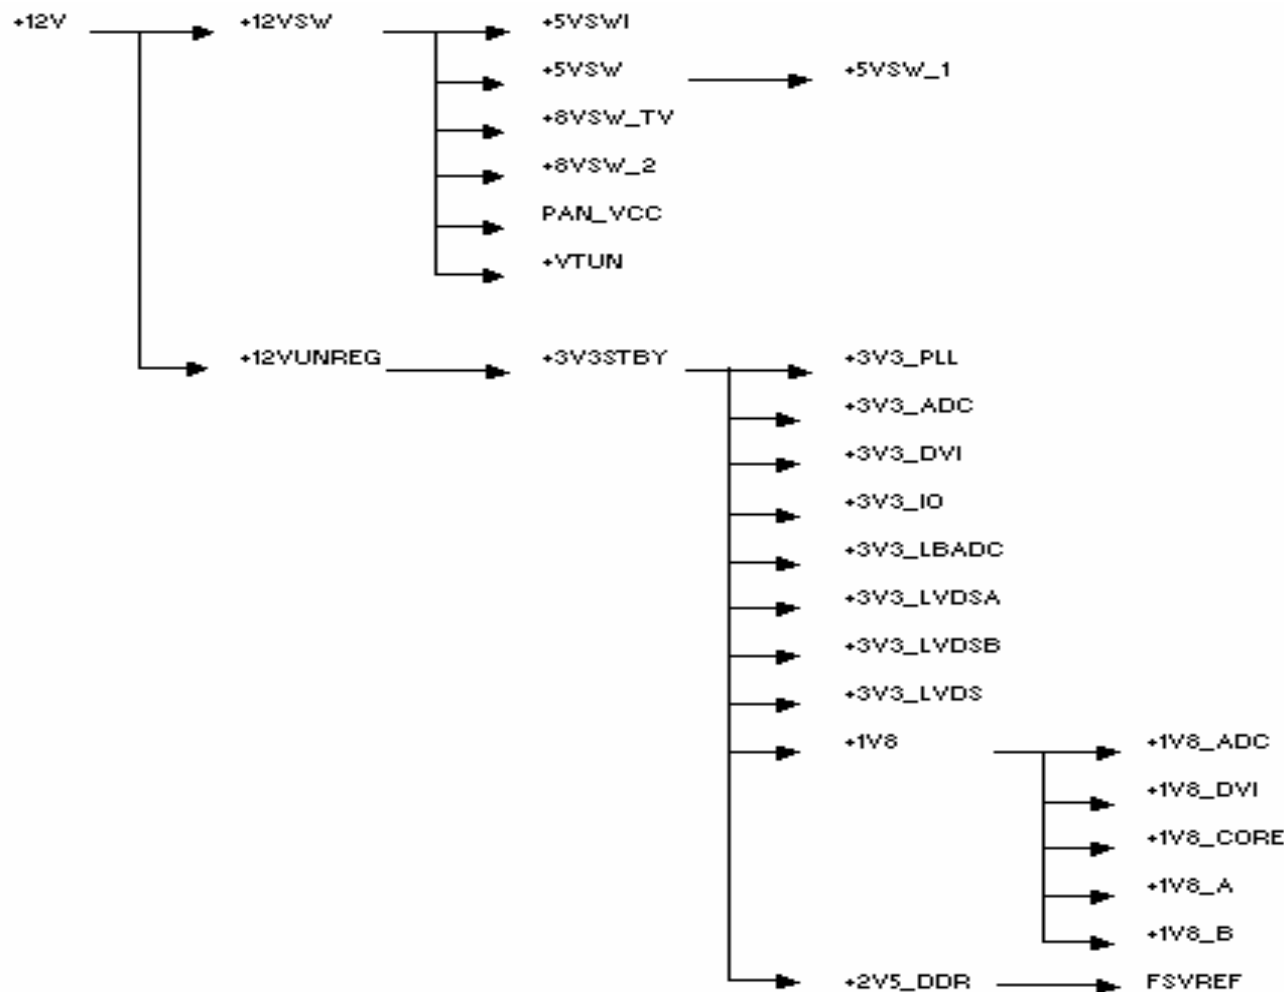 +12V +12VSW +5VSWI
+5VSW +5VSW_1
+8VSW_TV
+8VSW_2
PAN_VCC
+VTUN
+12VUNREG +3V3STBY +3V3_PLL
+3V3_ADC
+3V3_DVI
+3V3_IO
+3V3_LBADC
+3V3_LVDSA
+3V3_LVDSB
+3V3_LVDS
+1V8 +1V8_ADC
+1V8_DVI
+1V8_CORE
+1V8_A
+1V8_B
+2V5_DDR FSVREF